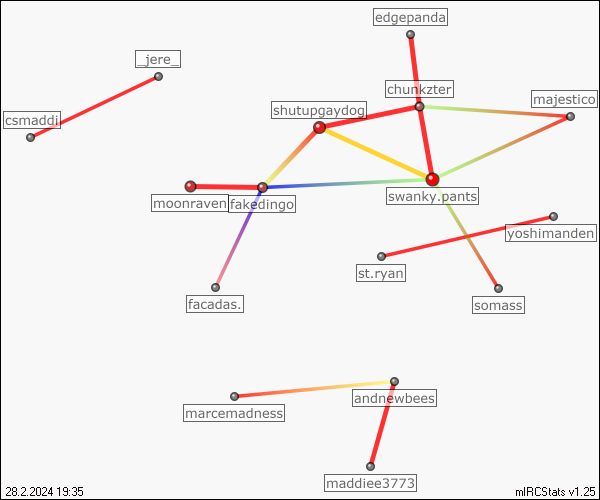 edgepanda
_jere_
chunkzter
majestico
shutupgaydog
csmaddi
swanky.pants
moonraven
fakedingo
yoshimanden
st.ryan
facadas.
somass
andnewbees
marcemadness
maddiee3773
28.2.2024 19:35
mIRCStats v1.25